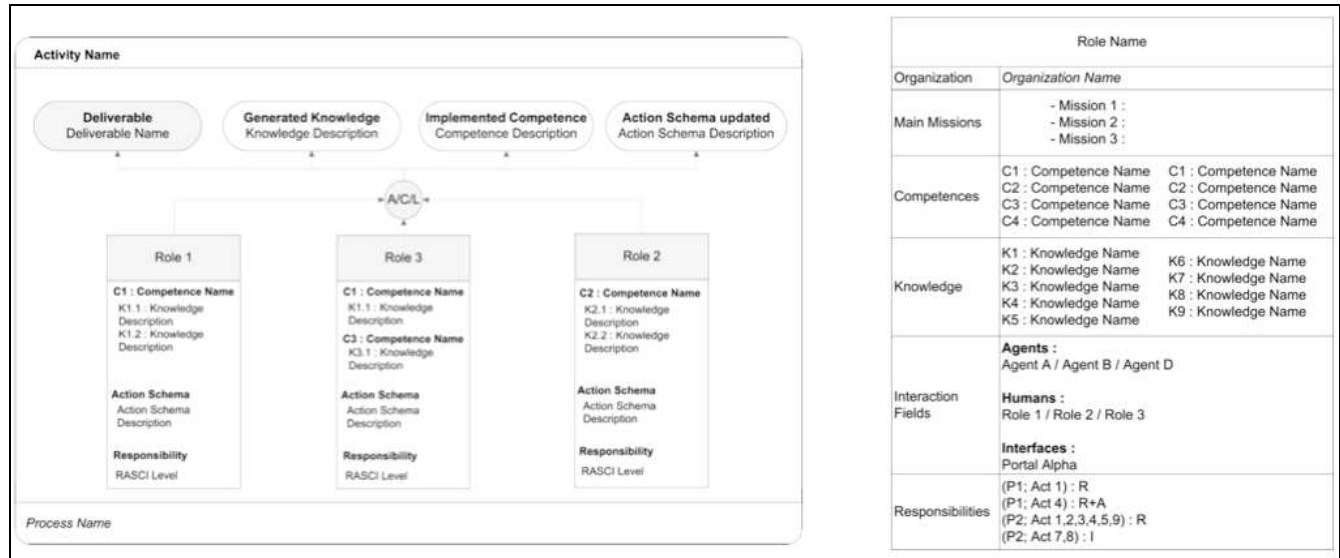 Activity Name
Deliverable
Deliverable Name
Generated Knowledge
Knowledge Description
Implemented Competence
Competence Description
Action Schema updated
Action Schema Description
A/C/L
Role 1
C1 : Competence Name
K1.1 : Knowledge
Description
K1.2 : Knowledge
Description
Action Schema
Action Schema
Description
Responsibility
RASCI Level
Role 3
C1 : Competence Name
K1.1 : Knowledge
Description
C3 : Competence Name
K3.1 : Knowledge
Description
Action Schema
Action Schema
Description
Responsibility
RASCI Level
Role 2
C2 : Competence Name
K2.1 : Knowledge
Description
K2.2 : Knowledge
Description
Action Schema
Action Schema
Description
Responsibility
RASCI Level
Process Name
Role Name
Organization
Organization Name
Main Missions
- Mission 1 :
- Mission 2 :
- Mission 3 :
Competences
C1 : Competence Name
C2 : Competence Name
C3 : Competence Name
C4 : Competence Name
C1 : Competence Name
C2 : Competence Name
C3 : Competence Name
C4 : Competence Name
Knowledge
K1 : Knowledge Name
K2 : Knowledge Name
K3 : Knowledge Name
K4 : Knowledge Name
K5 : Knowledge Name
K6 : Knowledge Name
K7 : Knowledge Name
K8 : Knowledge Name
K9 : Knowledge Name
Interaction
Fields
Agents :
Agent A / Agent B / Agent D
Humans :
Role 1 / Role 2 / Role 3
Interfaces :
Portal Alpha
Responsibilities
(P1; Act 1) : R
(P1; Act 4) : R+A
(P2; Act 1,2,3,4,5,9) : R
(P2; Act 7,8) : I